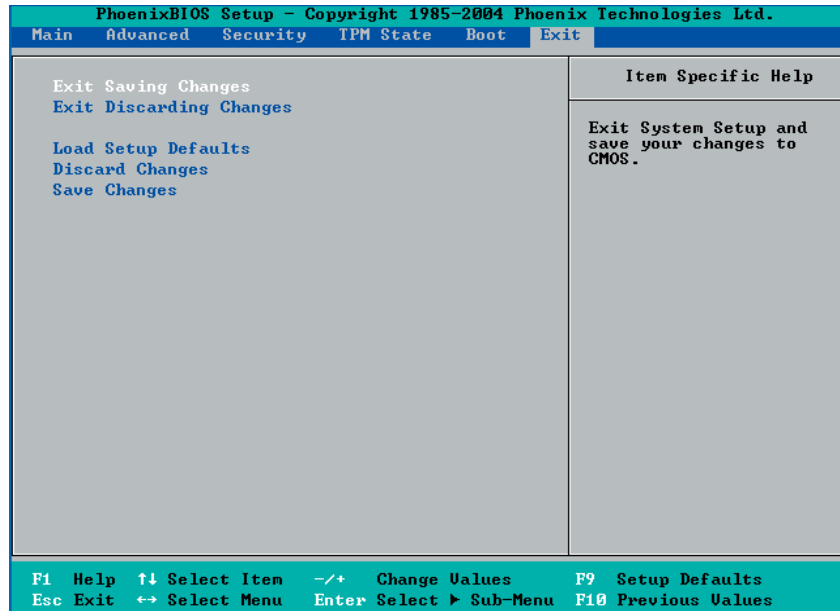 PhoenixBIOS Setup – Copyright 1985-2004 Phoenix Technologies Ltd.
Main Advanced Security TPM State Boot Exit
Exit Saving Changes
Exit Discarding Changes
Load Setup Defaults
Discard Changes
Save Changes
Item Specific Help
Exit System Setup and
save your changes to
CMOS.
F1 Help ↑↓ Select Item -/+ Change Values F9 Setup Defaults
Esc Exit ↔ Select Menu Enter Select ▶ Sub-Menu F10 Previous Values